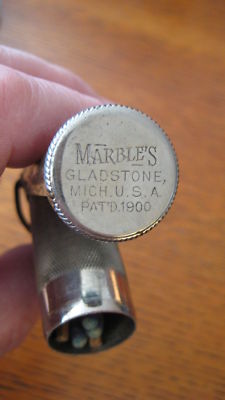 MARBLE'S
GLADSTONE,
MICH. U.S.A.
PAT'D. 1900